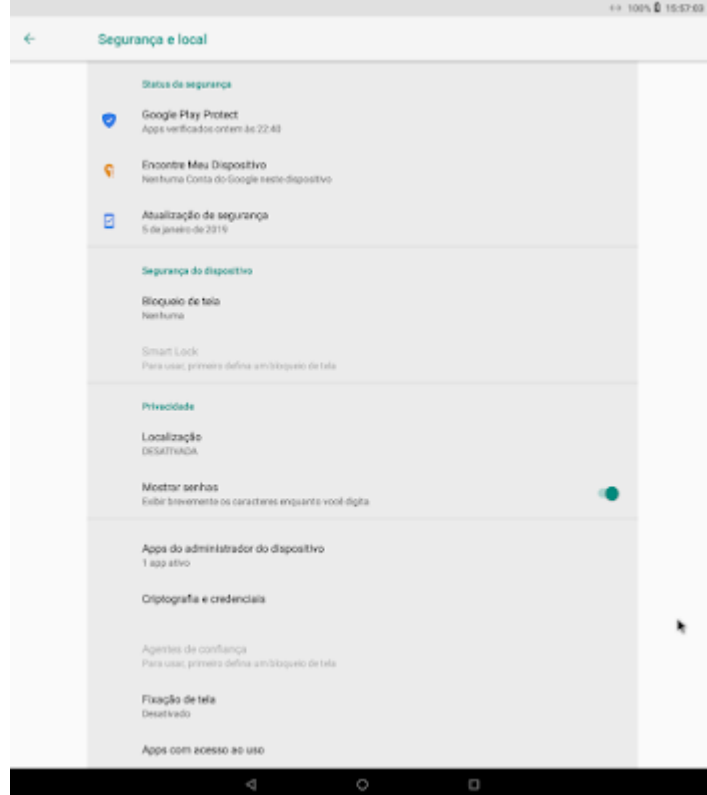 100% 15:57:03
Segurança e local
Status de segurança
Google Play Protect
Apps verificados ontem às 22:40
Encontre Meu Dispositivo
Nenhuma Conta do Google neste dispositivo
Atualização de segurança
5 de janeiro de 2019
Segurança do dispositivo
Bloqueio de tela
Nenhuma
Smart Lock
Para usar, primeiro defina um bloqueio de tela
Privacidade
Localização
DESATIVADA
Mostrar senhas
Exibir brevemente os caracteres enquanto você digita
Apps do administrador do dispositivo
1 app ativo
Criptografia e credenciais
Agentes de confiança
Para usar, primeiro defina um bloqueio de tela
Fixação de tela
Desativado
Apps com acesso ao uso